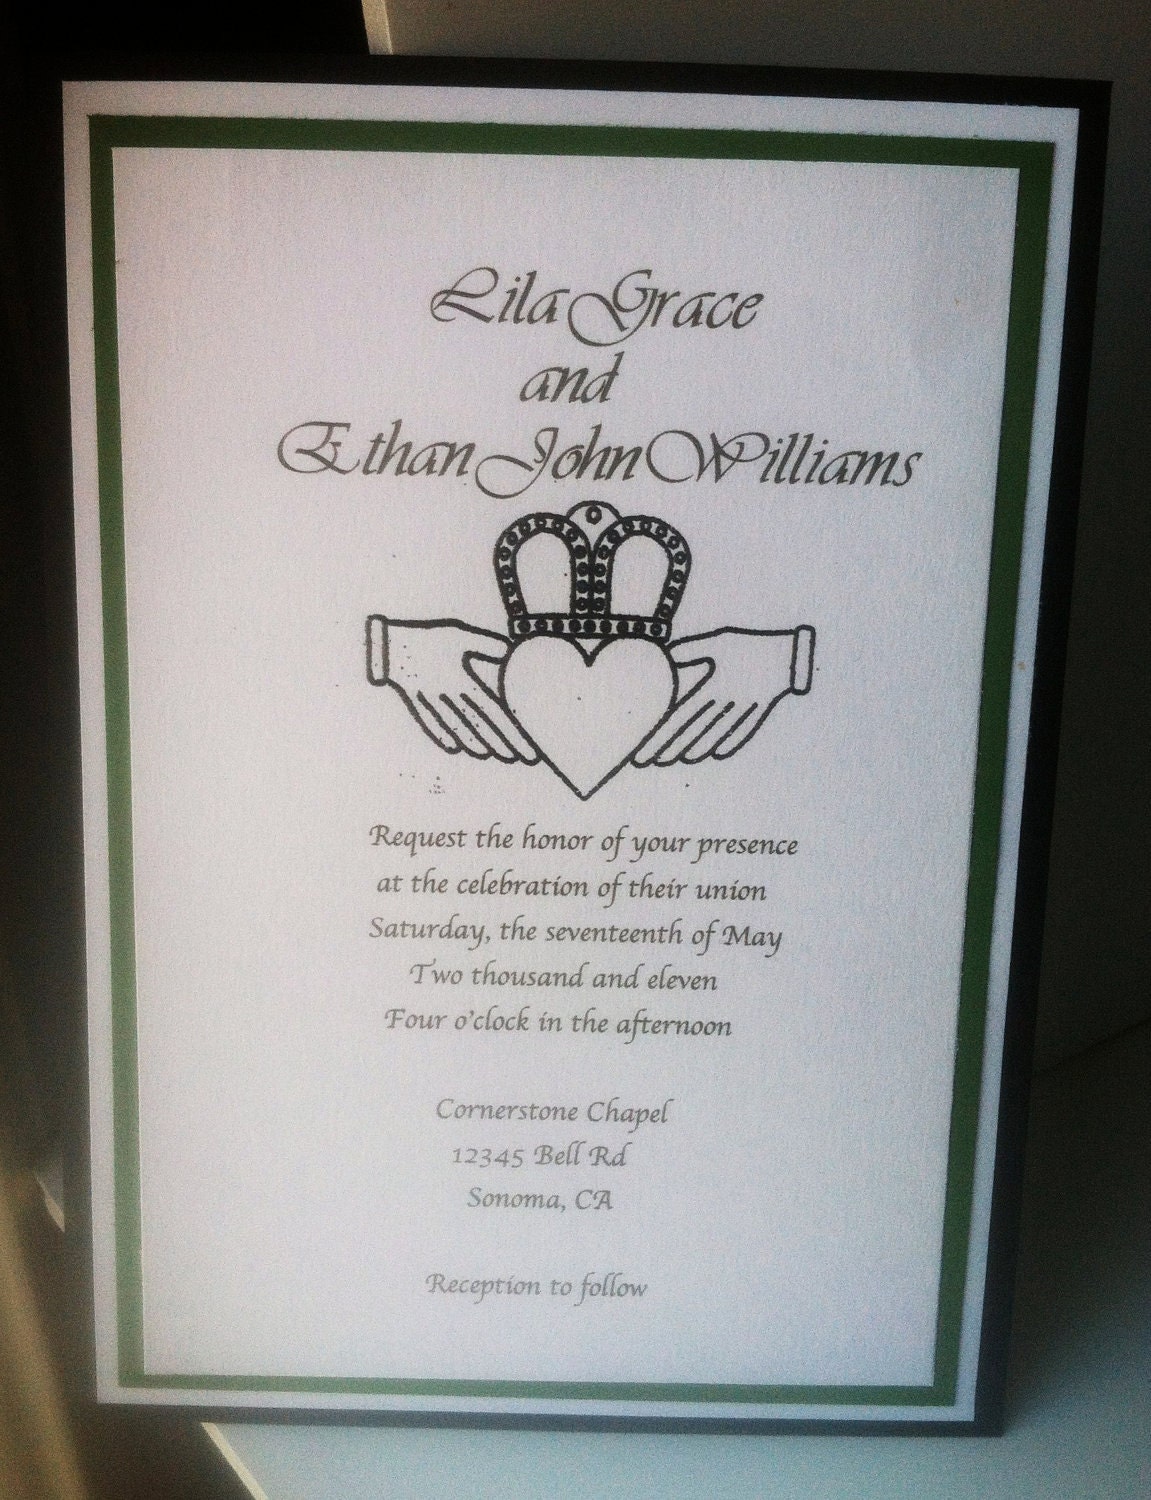 Lila Grace
and
Ethan John Williams
Request the honor of your presence
at the celebration of their union
Saturday, the seventeenth of May
Two thousand and eleven
Four o'clock in the afternoon
Cornerstone Chapel
12345 Bell Rd
Sonoma, CA
Reception to follow